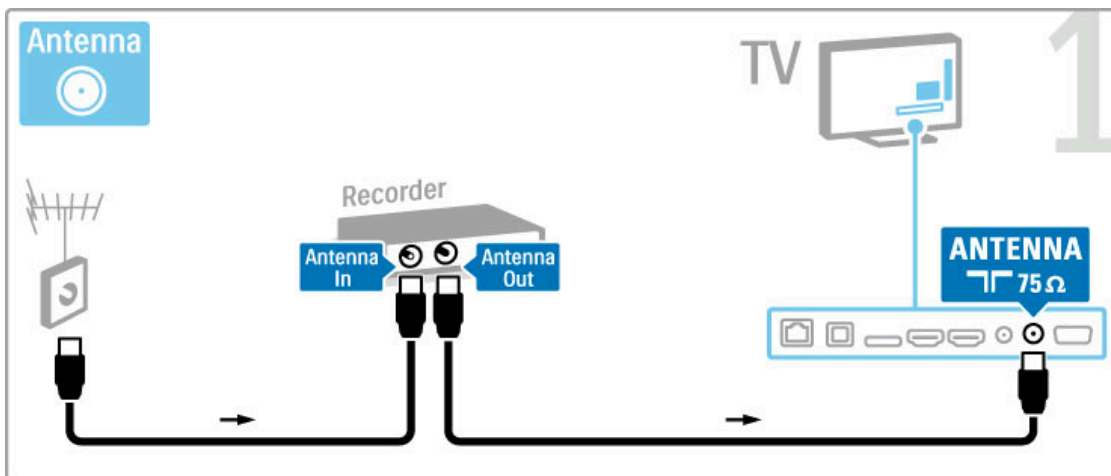 Antenna
TV
1
Recorder
Antenna
In
Antenna
Out
ANTENNA
75 Ω